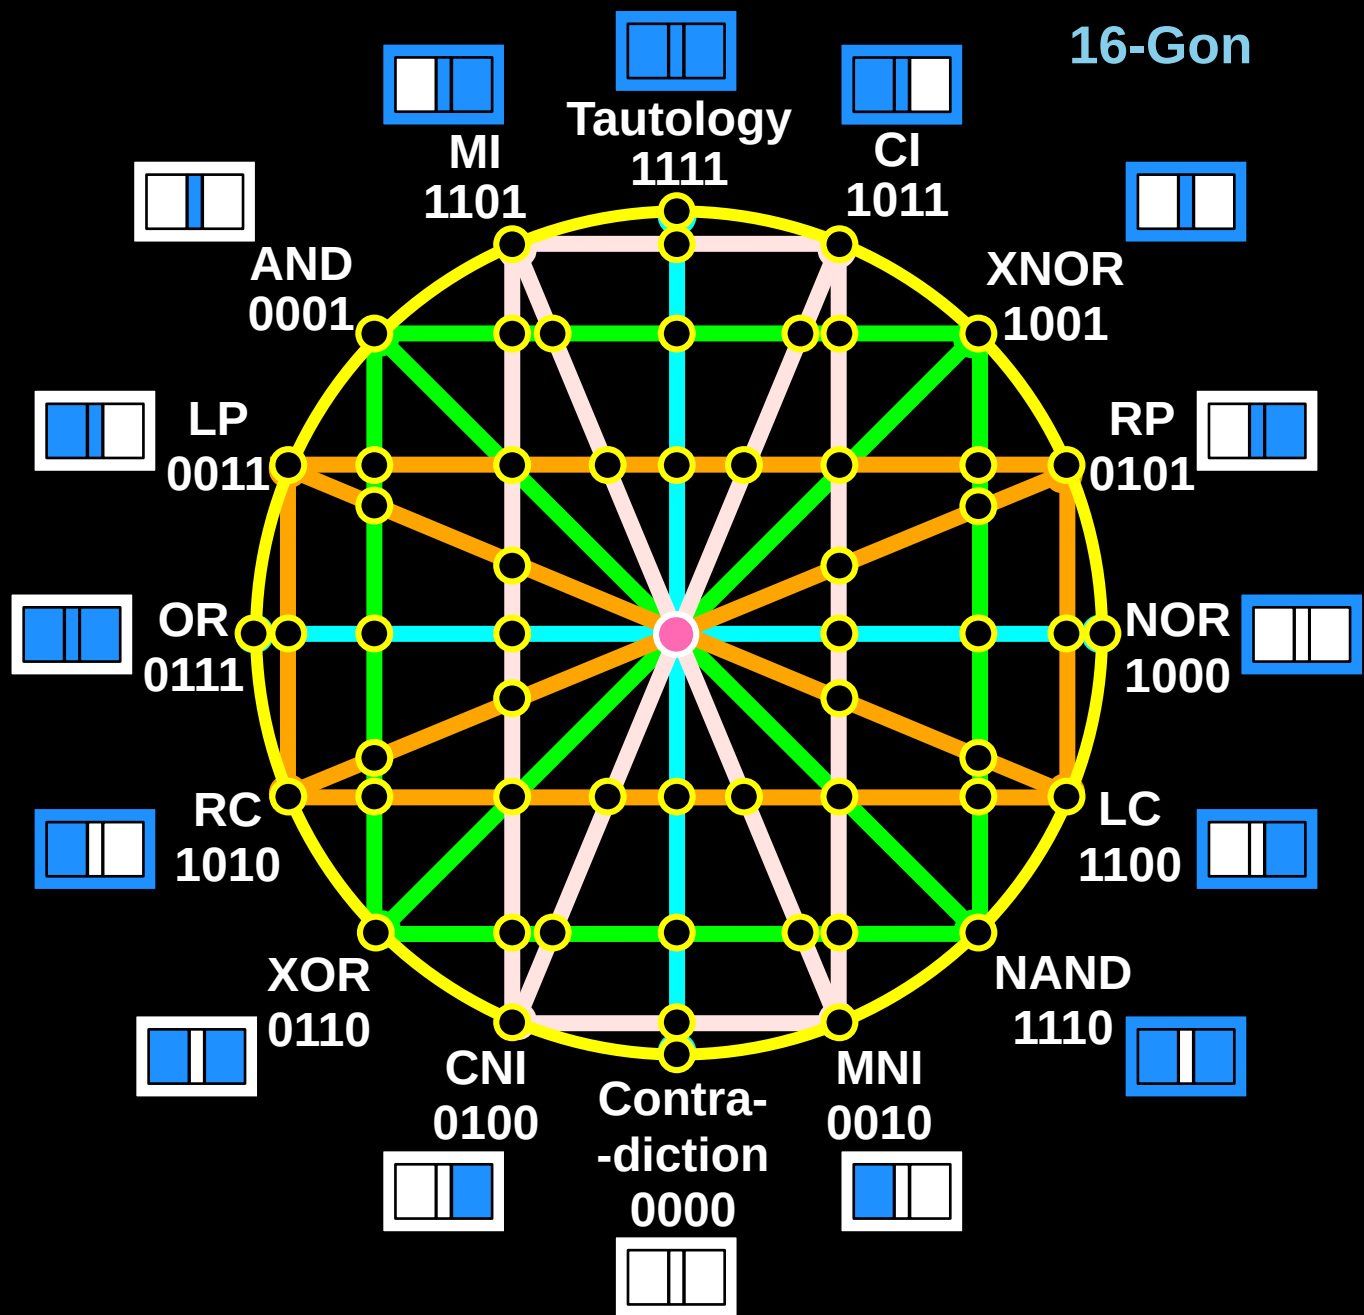 16-Gon
Tautology
1111
MI
1101
CI
1011
AND
0001
XNOR
1001
LP
0011
RP
0101
OR
0111
NOR
1000
RC
1010
LC
1100
XOR
0110
NAND
1110
CNI
0100
Contra-
-diction
0000
MNI
0010